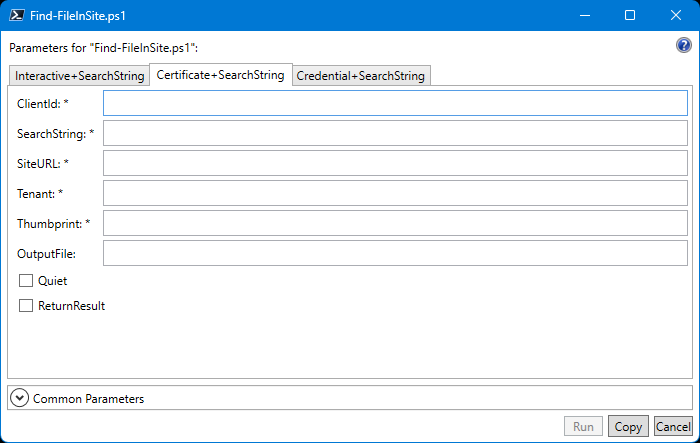 Find-FileInSite.ps1
Parameters for "Find-FileInSite.ps1":
?
Interactive+SearchString Certificate+SearchString Credential+SearchString
ClientId: *
SearchString: *
SiteURL: *
Tenant: *
Thumbprint: *
OutputFile:
Quiet
ReturnResult
Common Parameters
Run Copy Cancel